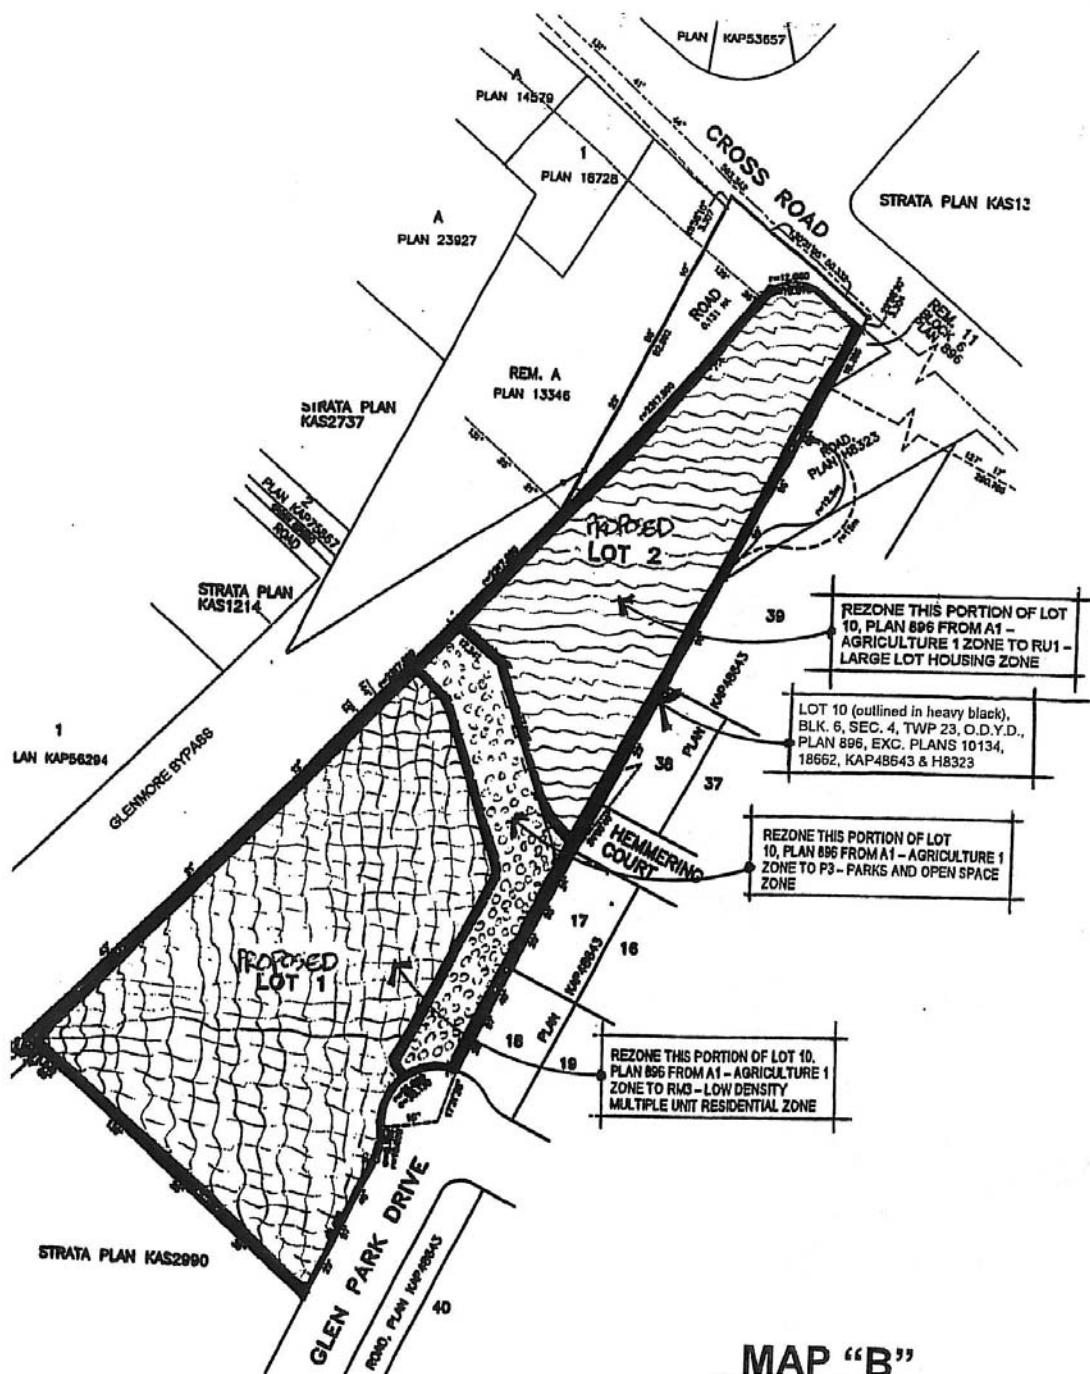 PLAN KAP53657
A
PLAN 14579
1
PLAN 18728
CROSS ROAD
STRATA PLAN KAS13
A
PLAN 23927
ROAD
0.131 HA
REM. 11
BLOCK 6
PLAN 896
REM. A
PLAN 13346
STRATA PLAN
KAS2737
ROAD
PLAN H8323
2
ROAD
PROPOSED
LOT 2
STRATA PLAN
KAS1214
39
REZONE THIS PORTION OF LOT
10, PLAN 896 FROM A1 –
AGRICULTURE 1 ZONE TO RU1 –
LARGE LOT HOUSING ZONE
PLAN KAP48643
LOT 10 (outlined in heavy black),
BLK. 6, SEC. 4, TWP 23, O.D.Y.D.,
PLAN 896, EXC. PLANS 10134,
18662, KAP48643 & H8323
1
LAN KAP56294
GLENMORE BYPASS
38
37
HEMMERING
COURT
REZONE THIS PORTION OF LOT
10, PLAN 896 FROM A1 – AGRICULTURE 1
ZONE TO P3 – PARKS AND OPEN SPACE
ZONE
17
16
PLAN KAP48643
PROPOSED
LOT 1
18
19
REZONE THIS PORTION OF LOT 10,
PLAN 896 FROM A1 – AGRICULTURE 1
ZONE TO RM3 – LOW DENSITY
MULTIPLE UNIT RESIDENTIAL ZONE
STRATA PLAN KAS2990
GLEN PARK DRIVE
ROAD, PLAN KAP48643
40
MAP “B”